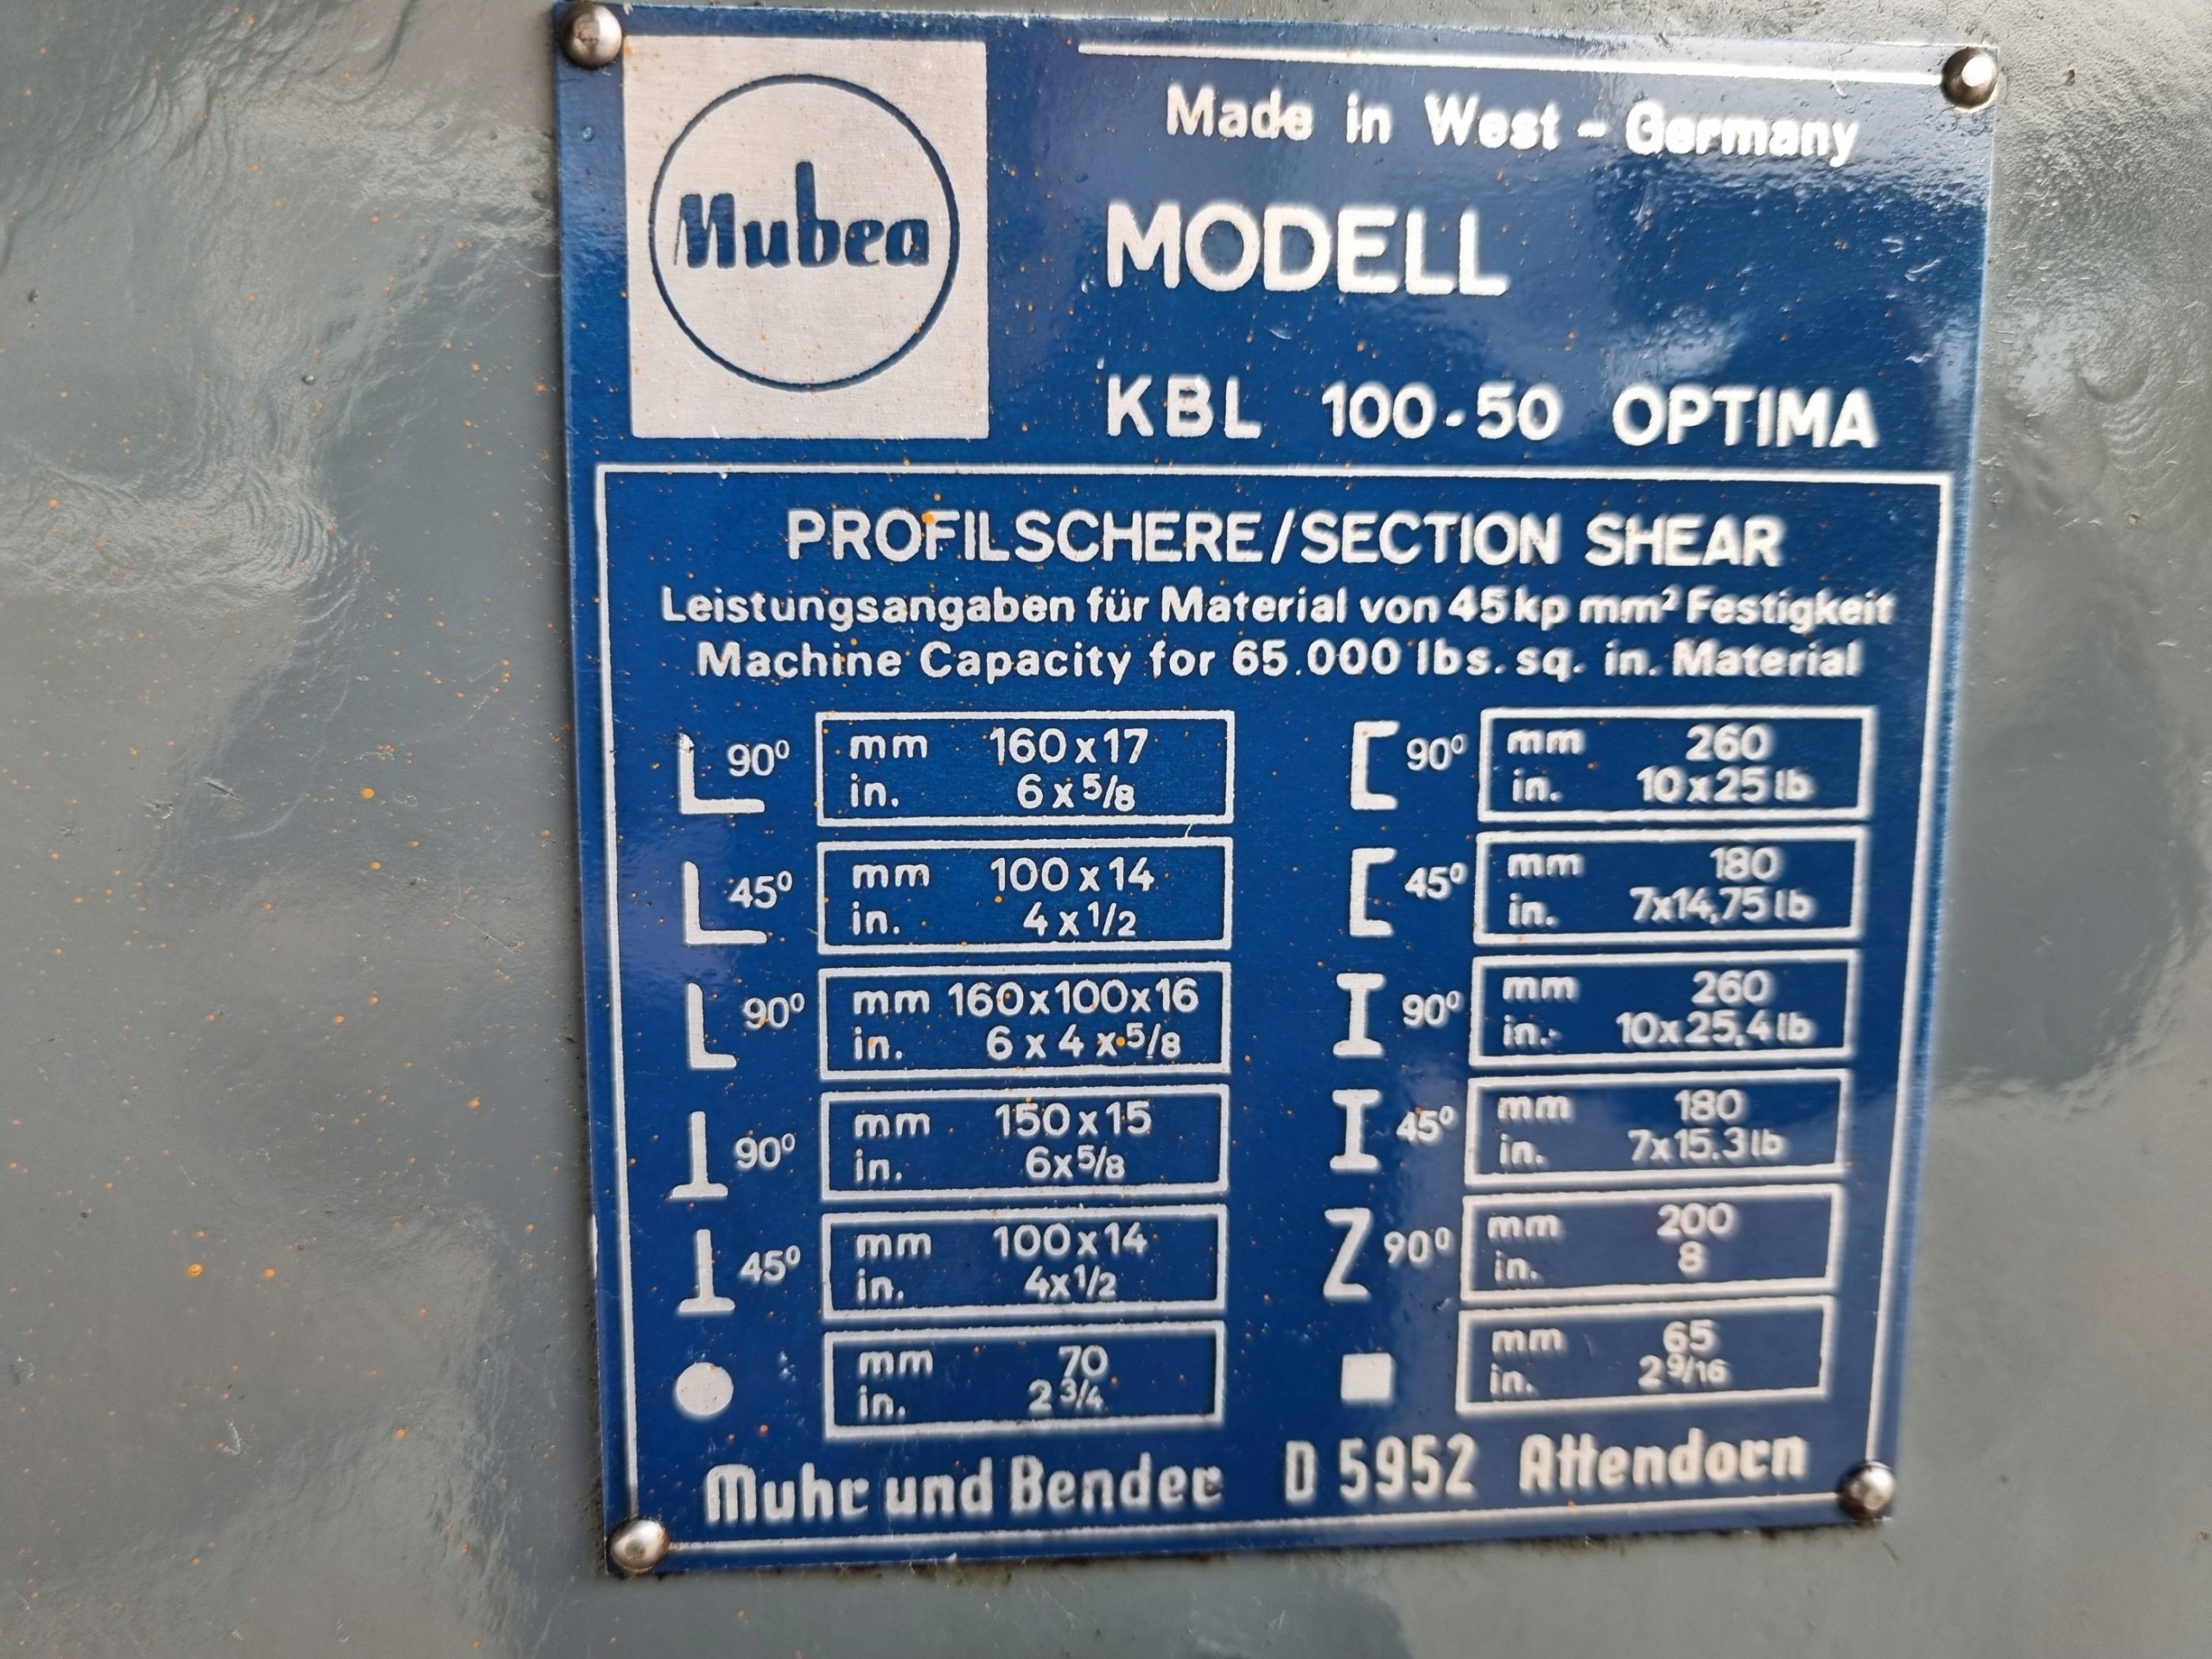 Mubea
Made in West - Germany
MODELL
KBL 100-50 OPTIMA
PROFILSCHERE/SECTION SHEAR
Leistungsangaben für Material von 45 kp mm² Festigkeit
Machine Capacity for 65.000 lbs. sq. in. Material
90° mm 160x17
in. 6x5/8
45° mm 100x14
in. 4x1/2
90° mm 160x100x16
in. 6x4x5/8
90° mm 150x15
in. 6x5/8
45° mm 100x14
in. 4x1/2
mm 70
in. 2 3/4
90° mm 260
in. 10x25 lb
45° mm 180
in. 7x14,75 lb
90° mm 260
in. 10x25,4 lb
45° mm 180
in. 7x15.3 lb
90° mm 200
in. 8
mm 65
in. 2 9/16
Muhr und Bender D 5952 Attendorn